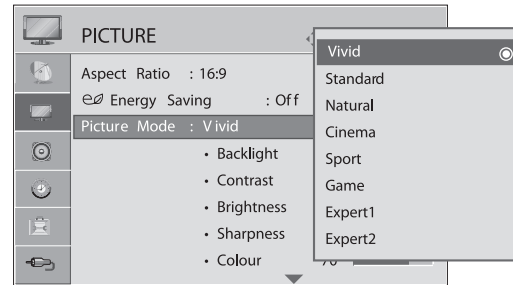 PICTURE
Aspect Ratio : 16:9
Energy Saving : Off
Picture Mode : Vivid
• Backlight
• Contrast
• Brightness
• Sharpness
• Colour
Vivid
Standard
Natural
Cinema
Sport
Game
Expert1
Expert2